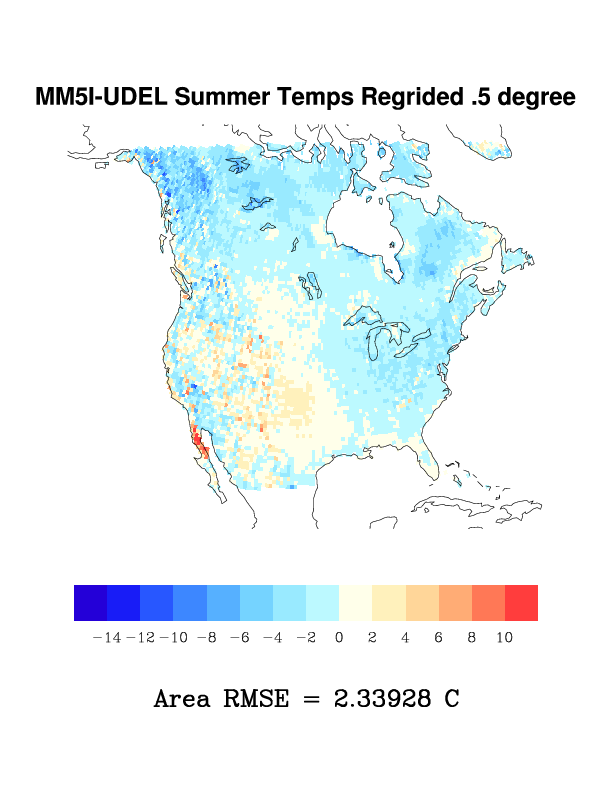 MM5I-UDEL Summer Temps Regrided .5 degree
−14 −12 −10 −8 −6 −4 −2 0 2 4 6 8 10
Area RMSE = 2.33928 C